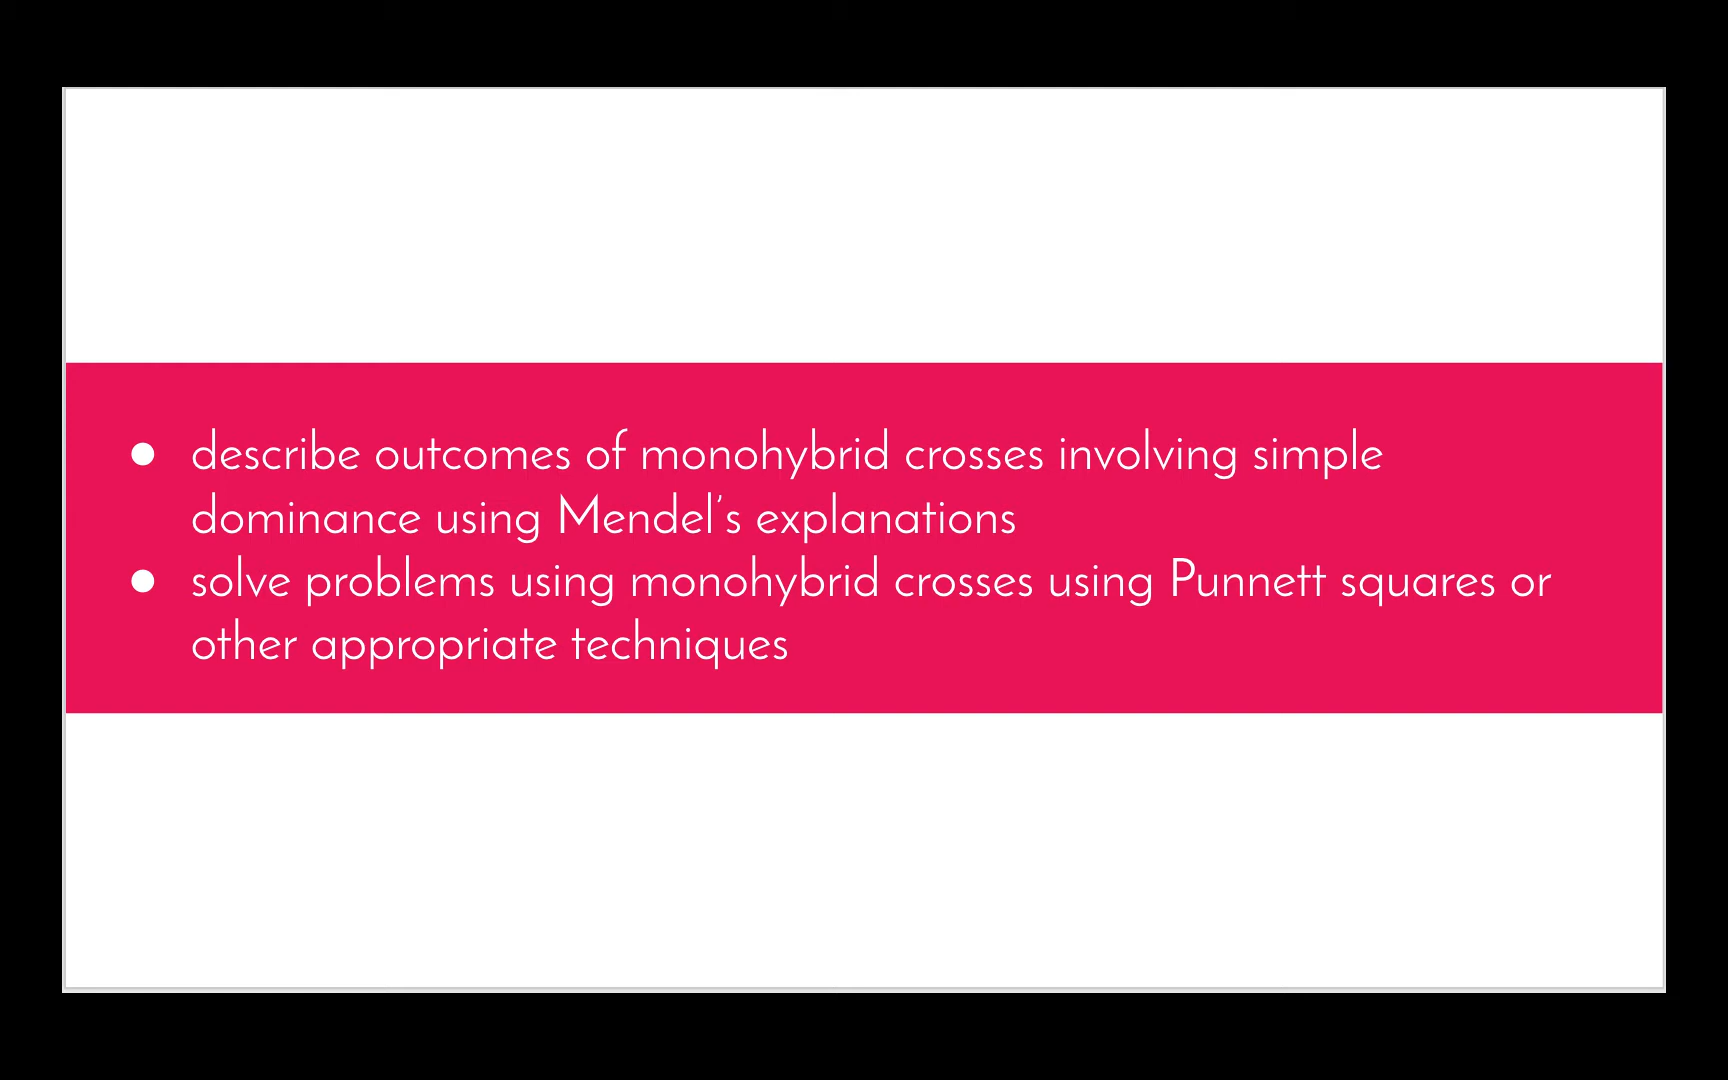 ● describe outcomes of monohybrid crosses involving simple
dominance using Mendel’s explanations
● solve problems using monohybrid crosses using Punnett squares or
other appropriate techniques